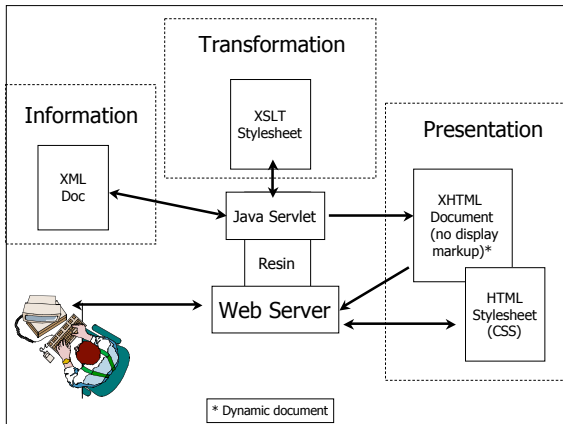 Transformation
XSLT
Stylesheet
Information
XML
Doc
Presentation
XHTML
Document
(no display
markup)*
Java Servlet
Resin
Web Server
HTML
Stylesheet
(CSS)
* Dynamic document